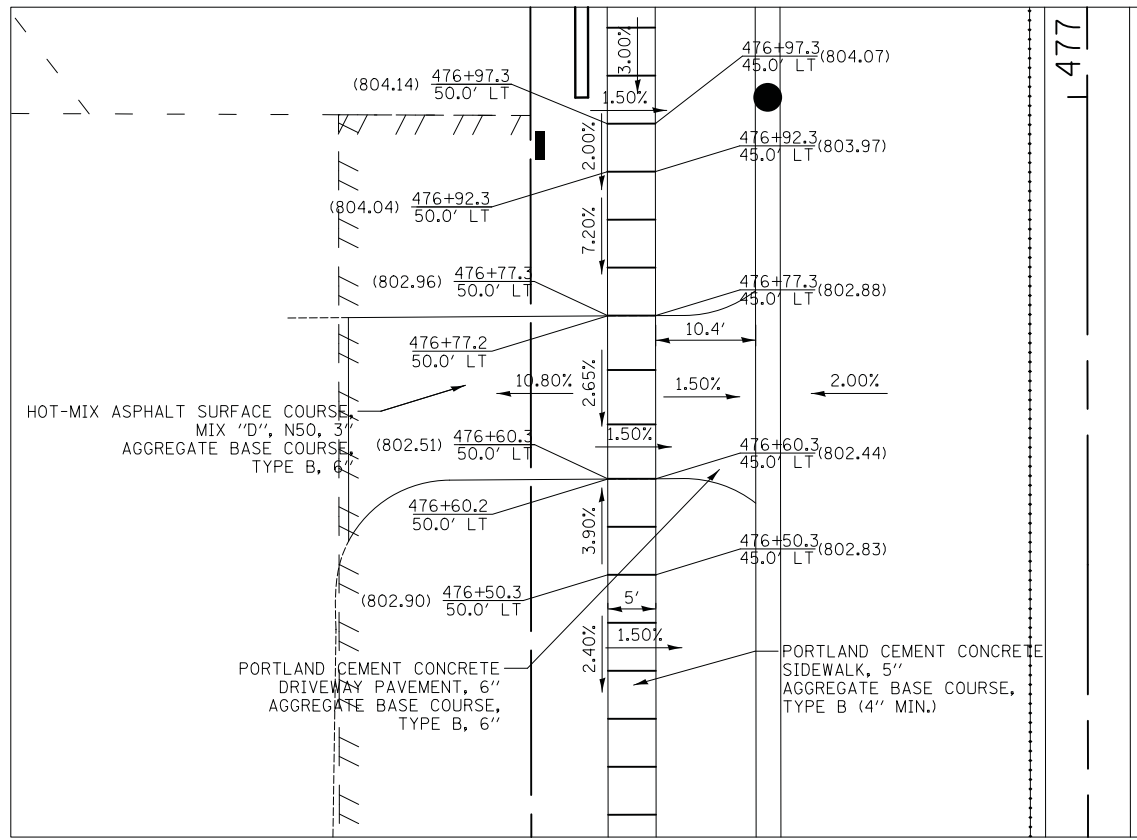 477
3.00%
476+97.3
45.0' LT
(804.07)
(804.14)
476+97.3
50.0' LT
1.50%
2.00%
476+92.3
45.0' LT
(803.97)
(804.04)
476+92.3
50.0' LT
7.20%
(802.96)
476+77.3
50.0' LT
476+77.3
45.0' LT
(802.88)
10.4'
476+77.2
50.0' LT
10.80%
2.65%
1.50%
2.00%
HOT-MIX ASPHALT SURFACE COURSE,
MIX "D", N50, 3"
AGGREGATE BASE COURSE,
TYPE B, 6"
(802.51)
476+60.3
50.0' LT
1.50%
476+60.3
45.0' LT
(802.44)
476+60.2
50.0' LT
3.90%
476+50.3
45.0' LT
(802.83)
(802.90)
476+50.3
50.0' LT
5'
1.50%
2.40%
PORTLAND CEMENT CONCRETE
DRIVEWAY PAVEMENT, 6"
AGGREGATE BASE COURSE,
TYPE B, 6"
PORTLAND CEMENT CONCRETE
SIDEWALK, 5"
AGGREGATE BASE COURSE,
TYPE B (4" MIN.)